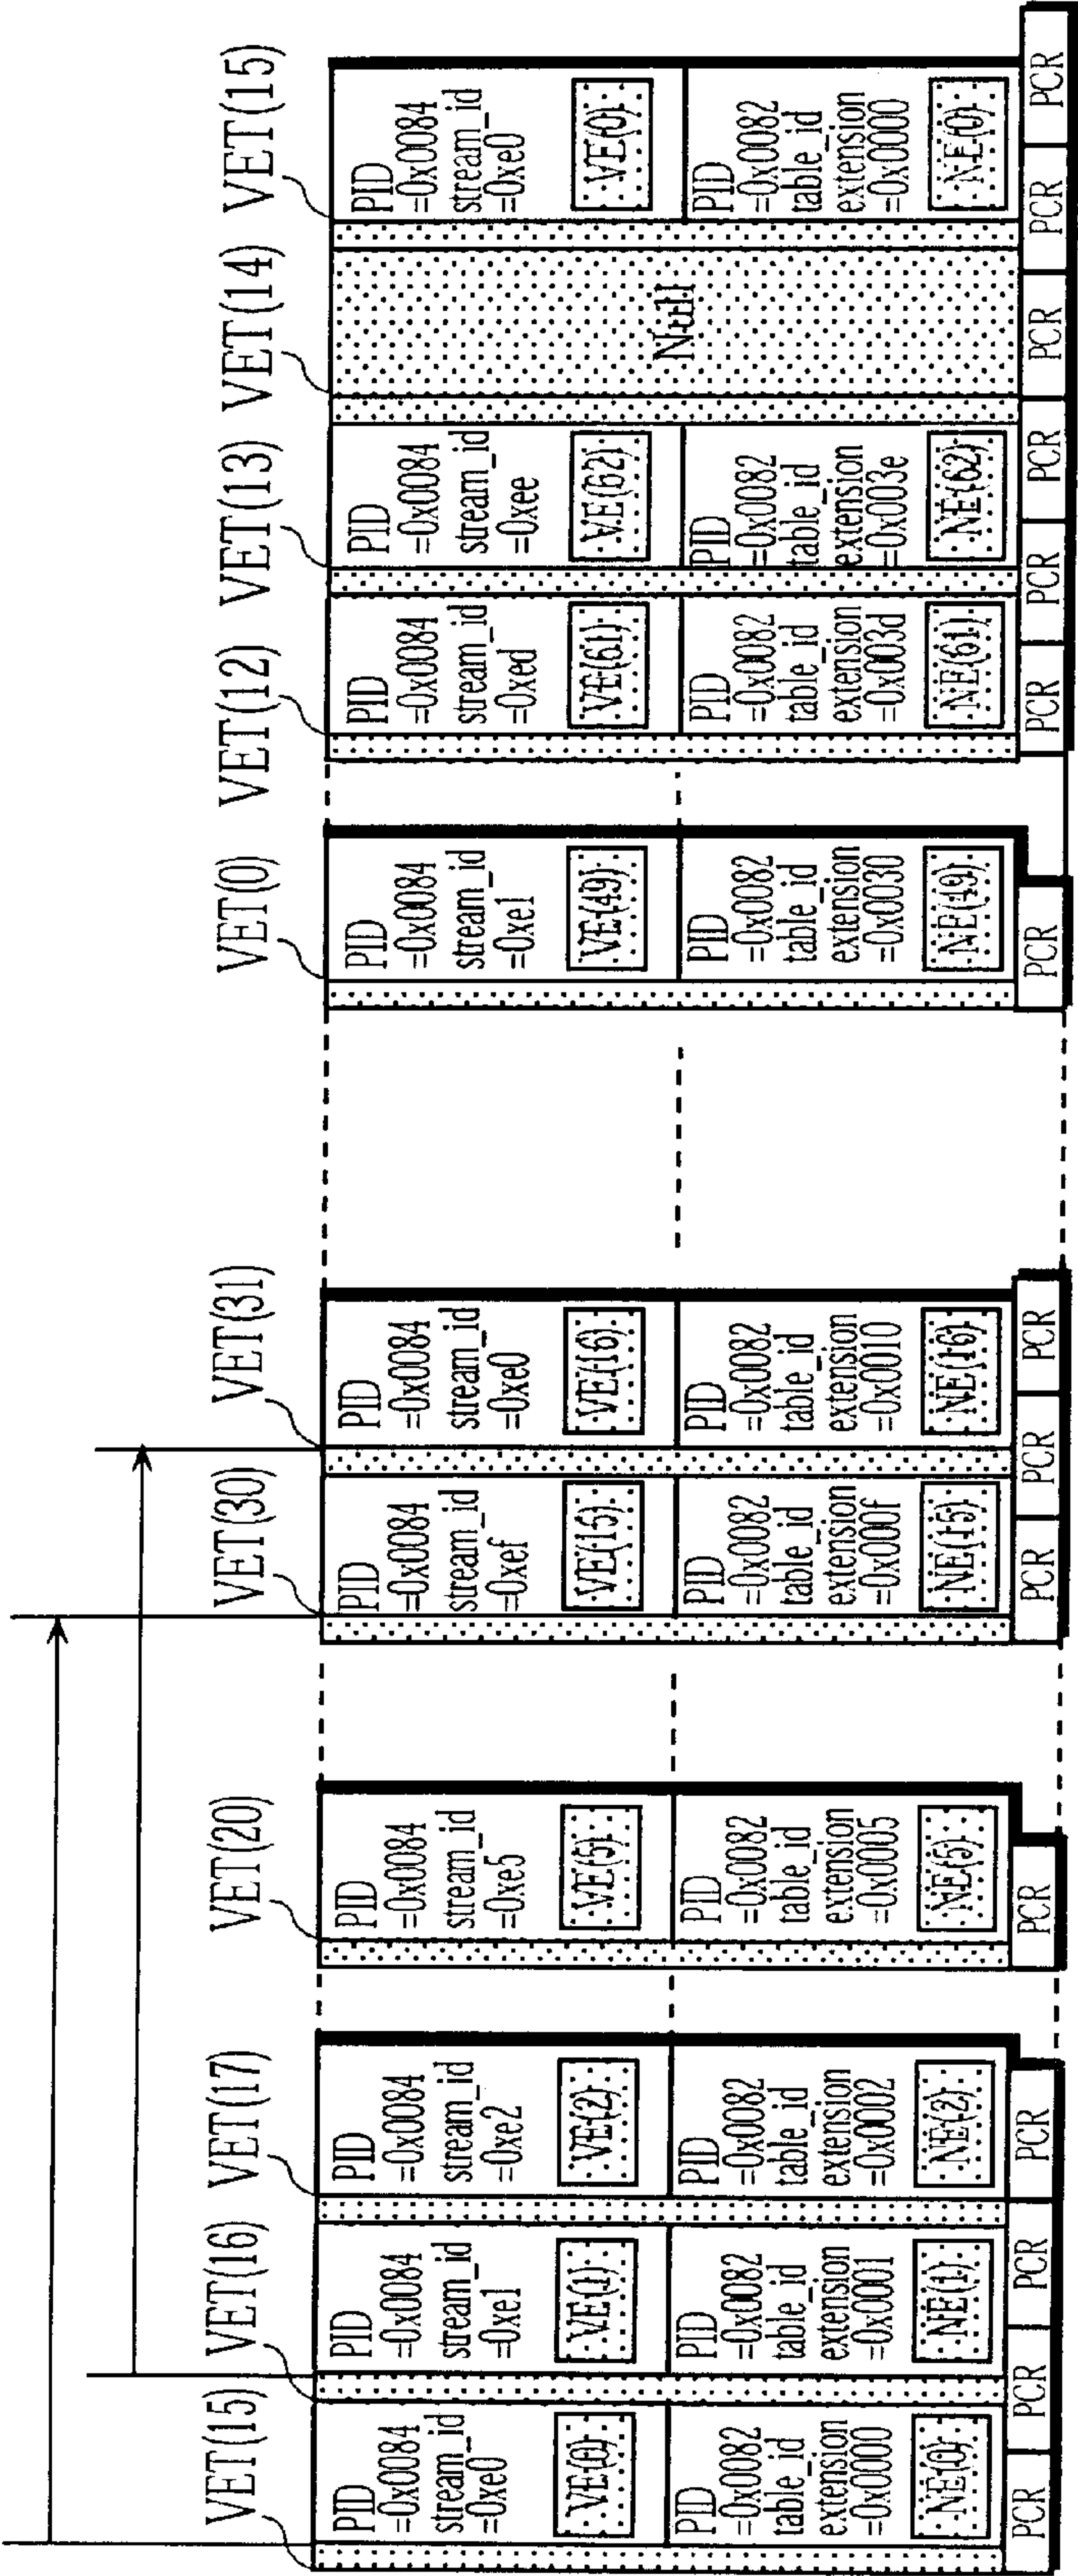 VET(15)
PID
=0x0084
stream_id
=0xe0
VE(0)
PID
=0x0082
table_id
extension
=0x0000
NE(0)
VET(16)
PID
=0x0084
stream_id
=0xe1
VE(1)
PID
=0x0082
table_id
extension
=0x0001
NE(1)
VET(17)
PID
=0x0084
stream_id
=0xe2
VE(2)
PID
=0x0082
table_id
extension
=0x0002
NE(2)
PCR
PCR
PCR
PCR
VET(20)
PID
=0x0084
stream_id
=0xe5
VE(5)
PID
=0x0082
table_id
extension
=0x0005
NE(5)
PCR
VET(30)
PID
=0x0084
stream_id
=0xef
VE(15)
PID
=0x0082
table_id
extension
=0x000f
NE(15)
VET(31)
PID
=0x0084
stream_id
=0xe0
VE(16)
PID
=0x0082
table_id
extension
=0x0010
NE(16)
PCR
PCR
PCR
VET(0)
PID
=0x0084
stream_id
=0xe1
VE(49)
PID
=0x0082
table_id
extension
=0x0030
NE(49)
PCR
VET(12)
PID
=0x0084
stream_id
=0xed
VE(61)
PID
=0x0082
table_id
extension
=0x003d
NE(61)
VET(13)
PID
=0x0084
stream_id
=0xee
VE(62)
PID
=0x0082
table_id
extension
=0x003e
NE(62)
VET(14)
Null
VET(15)
PID
=0x0084
stream_id
=0xe0
VE(0)
PID
=0x0082
table_id
extension
=0x0000
NE(0)
PCR
PCR
PCR
PCR
PCR
PCR